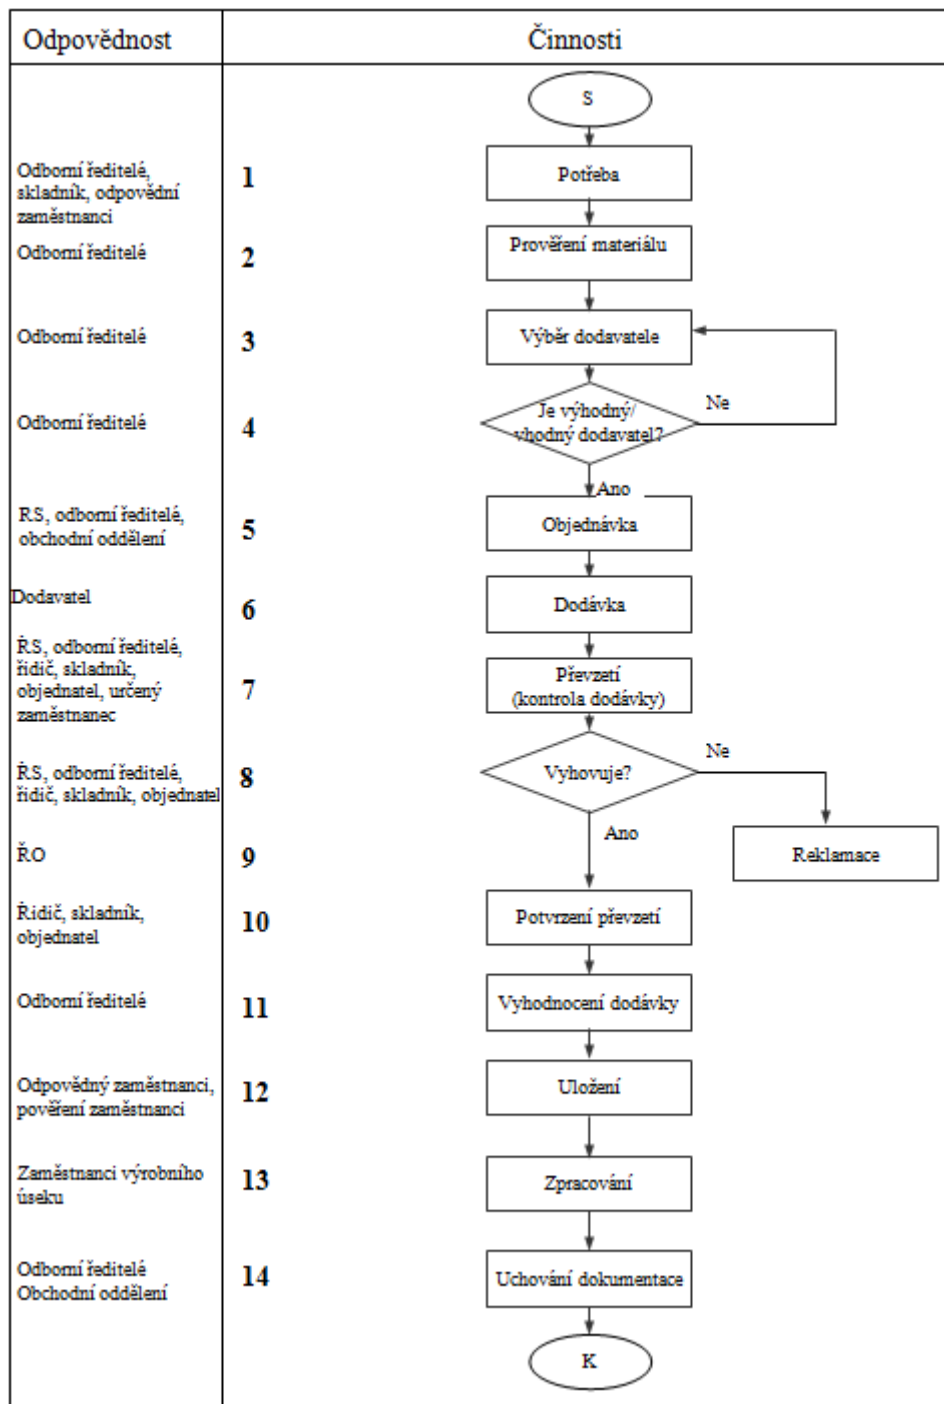 Odpovědnost
Činnosti
S
Odborní ředitelé,
skladník, odpovědní
zaměstnanci
1
Potřeba
Odborní ředitelé
2
Prověření materiálu
Odborní ředitelé
3
Výběr dodavatele
Odborní ředitelé
4
Je výhodný/
vhodný dodavatel?
Ne
Ano
RS, odborní ředitelé,
obchodní oddělení
5
Objednávka
Dodavatel
6
Dodávka
ŘS, odborní ředitelé,
řidič, skladník,
objednatel, určený
zaměstnanec
7
Převzetí
(kontrola dodávky)
ŘS, odborní ředitelé,
řidič, skladník, objednatel
8
Vyhovuje?
Ne
Ano
ŘO
9
Reklamace
Řidič, skladník,
objednatel
10
Potvrzení převzetí
Odborní ředitelé
11
Vyhodnocení dodávky
Odpovědný zaměstnanci,
pověření zaměstnanci
12
Uložení
Zaměstnanci výrobního
úseku
13
Zpracování
Odborní ředitelé
Obchodní oddělení
14
Uchování dokumentace
K